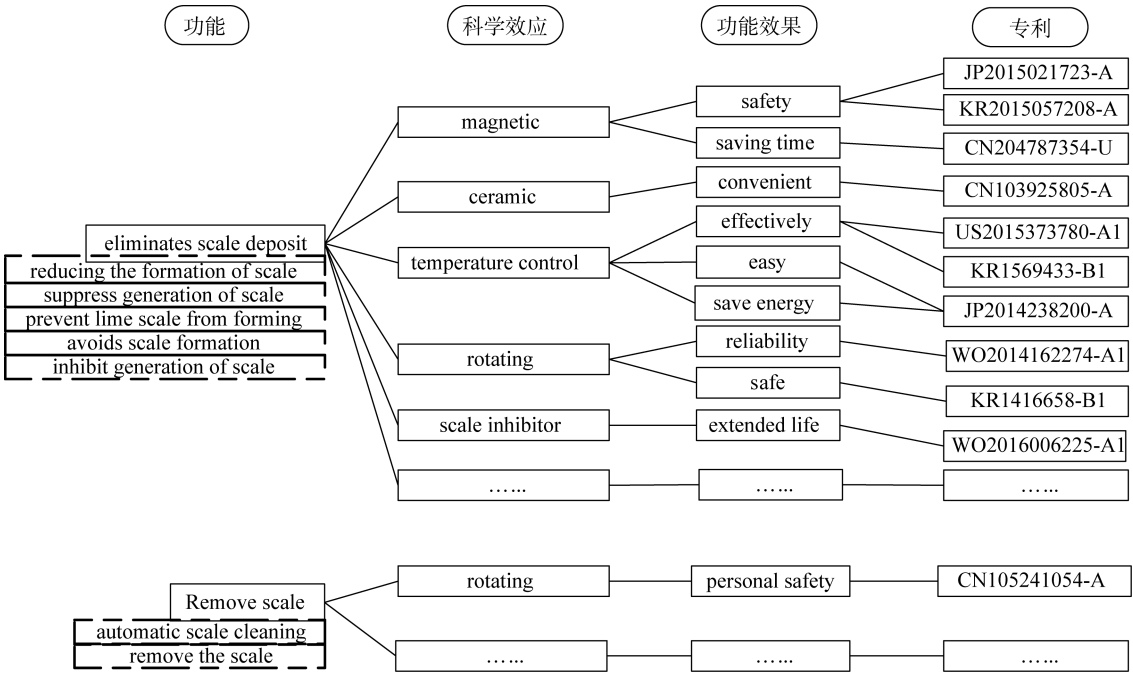 功能
科学效应
功能效果
专利
eliminates scale deposit
reducing the formation of scale
suppress generation of scale
prevent lime scale from forming
avoids scale formation
inhibit generation of scale
magnetic
ceramic
temperature control
rotating
scale inhibitor
…...
safety
saving time
convenient
effectively
easy
save energy
reliability
safe
extended life
…...
JP2015021723-A
KR2015057208-A
CN204787354-U
CN103925805-A
US2015373780-A1
KR1569433-B1
JP2014238200-A
WO2014162274-A1
KR1416658-B1
WO2016006225-A1
…...
Remove scale
automatic scale cleaning
remove the scale
rotating
…...
personal safety
…...
CN105241054-A
…...